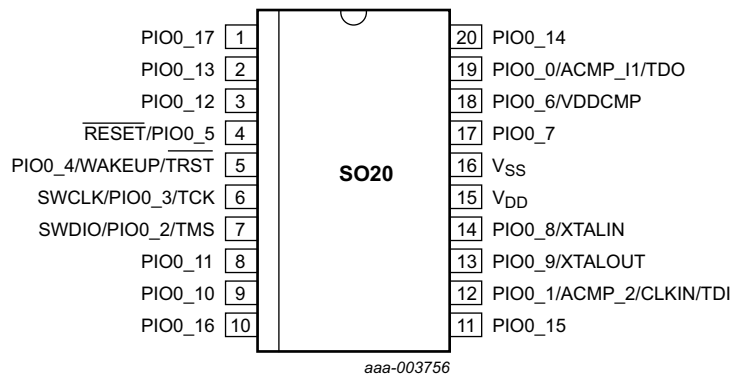 PIO0_17 1
PIO0_13 2
PIO0_12 3
RESET/PIO0_5 4
PIO0_4/WAKEUP/TRST 5
SWCLK/PIO0_3/TCK 6
SWDIO/PIO0_2/TMS 7
PIO0_11 8
PIO0_10 9
PIO0_16 10
SO20
20 PIO0_14
19 PIO0_0/ACMP_I1/TDO
18 PIO0_6/VDDCMP
17 PIO0_7
16 VSS
15 VDD
14 PIO0_8/XTALIN
13 PIO0_9/XTALOUT
12 PIO0_1/ACMP_2/CLKIN/TDI
11 PIO0_15
aaa-003756